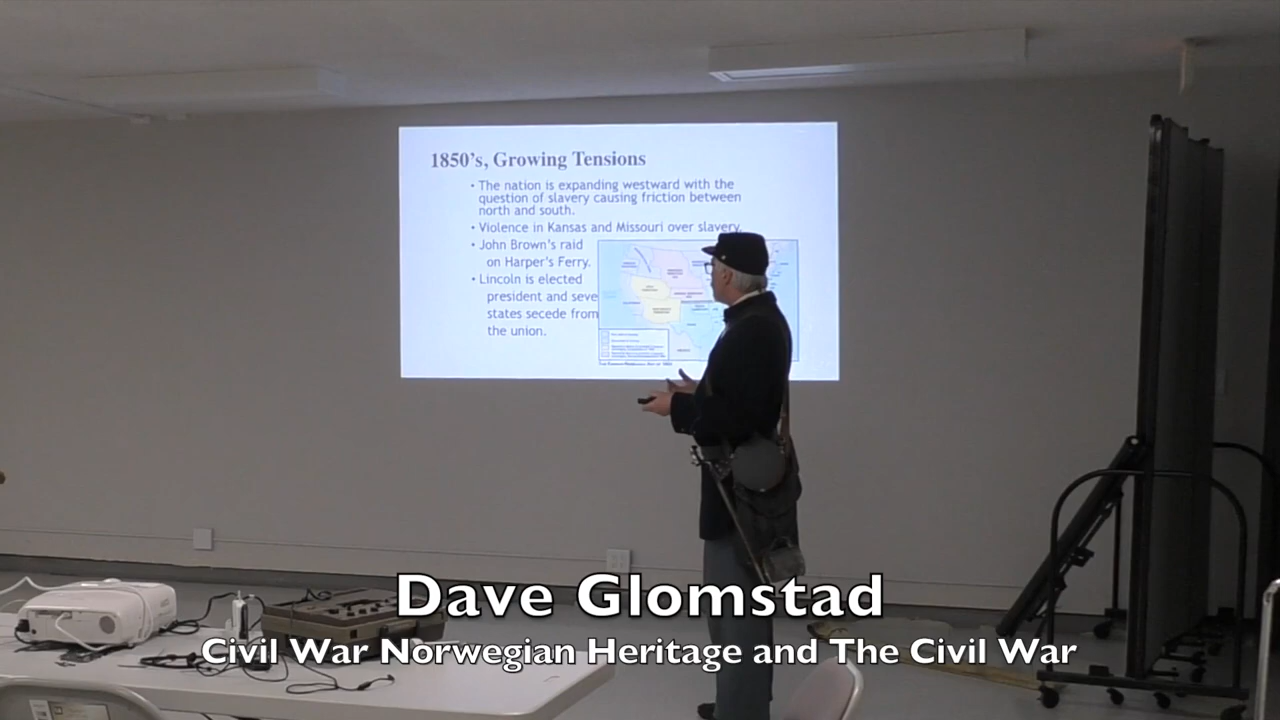 1850's, Growing Tensions
• The nation is expanding westward with the
question of slavery causing friction between
north and south.
• Violence in Kansas and Missouri over slavery.
• John Brown's raid
on Harper's Ferry.
• Lincoln is elected
president and seve
states secede from
the union.
Dave Glomstad
Civil War Norwegian Heritage and The Civil War